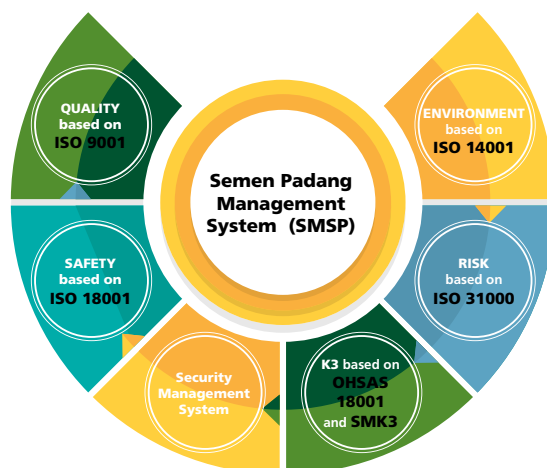 QUALITY
based on
ISO 9001
ENVIRONMENT
based on
ISO 14001
Semen Padang
Management
System (SMSP)
SAFETY
based on
ISO 18001
RISK
based on
ISO 31000
Security
Management
System
K3 based on
OHSAS
18001
and SMK3